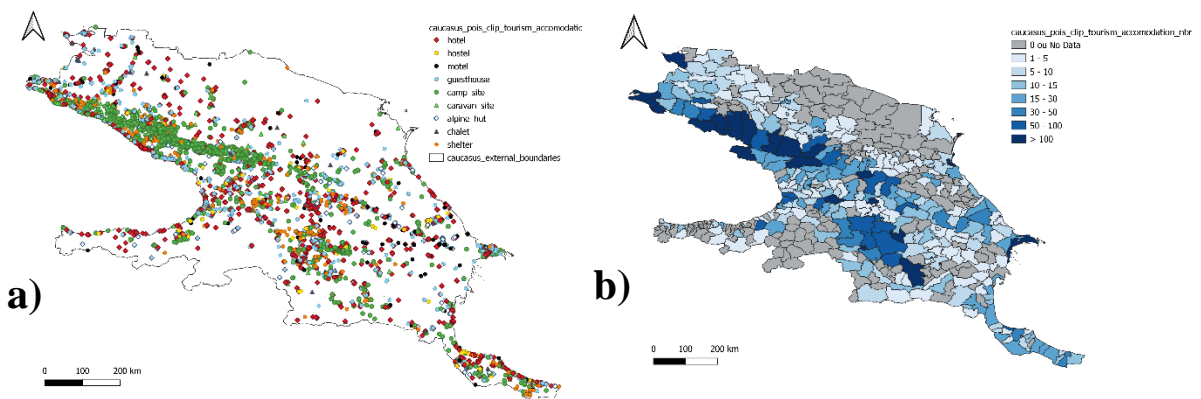 caucasus_pois_clip_tourism_accomodatic
hotel
hostel
motel
guesthouse
camp site
caravan site
alpine hut
chalet
shelter
caucasus_external_boundaries
a)
0 100 200 km
caucasus_pois_clip_tourism_accomodation_nbr
0 ou No Data
1 - 5
5 - 10
10 - 15
15 - 30
30 - 50
50 - 100
> 100
b)
0 100 200 km